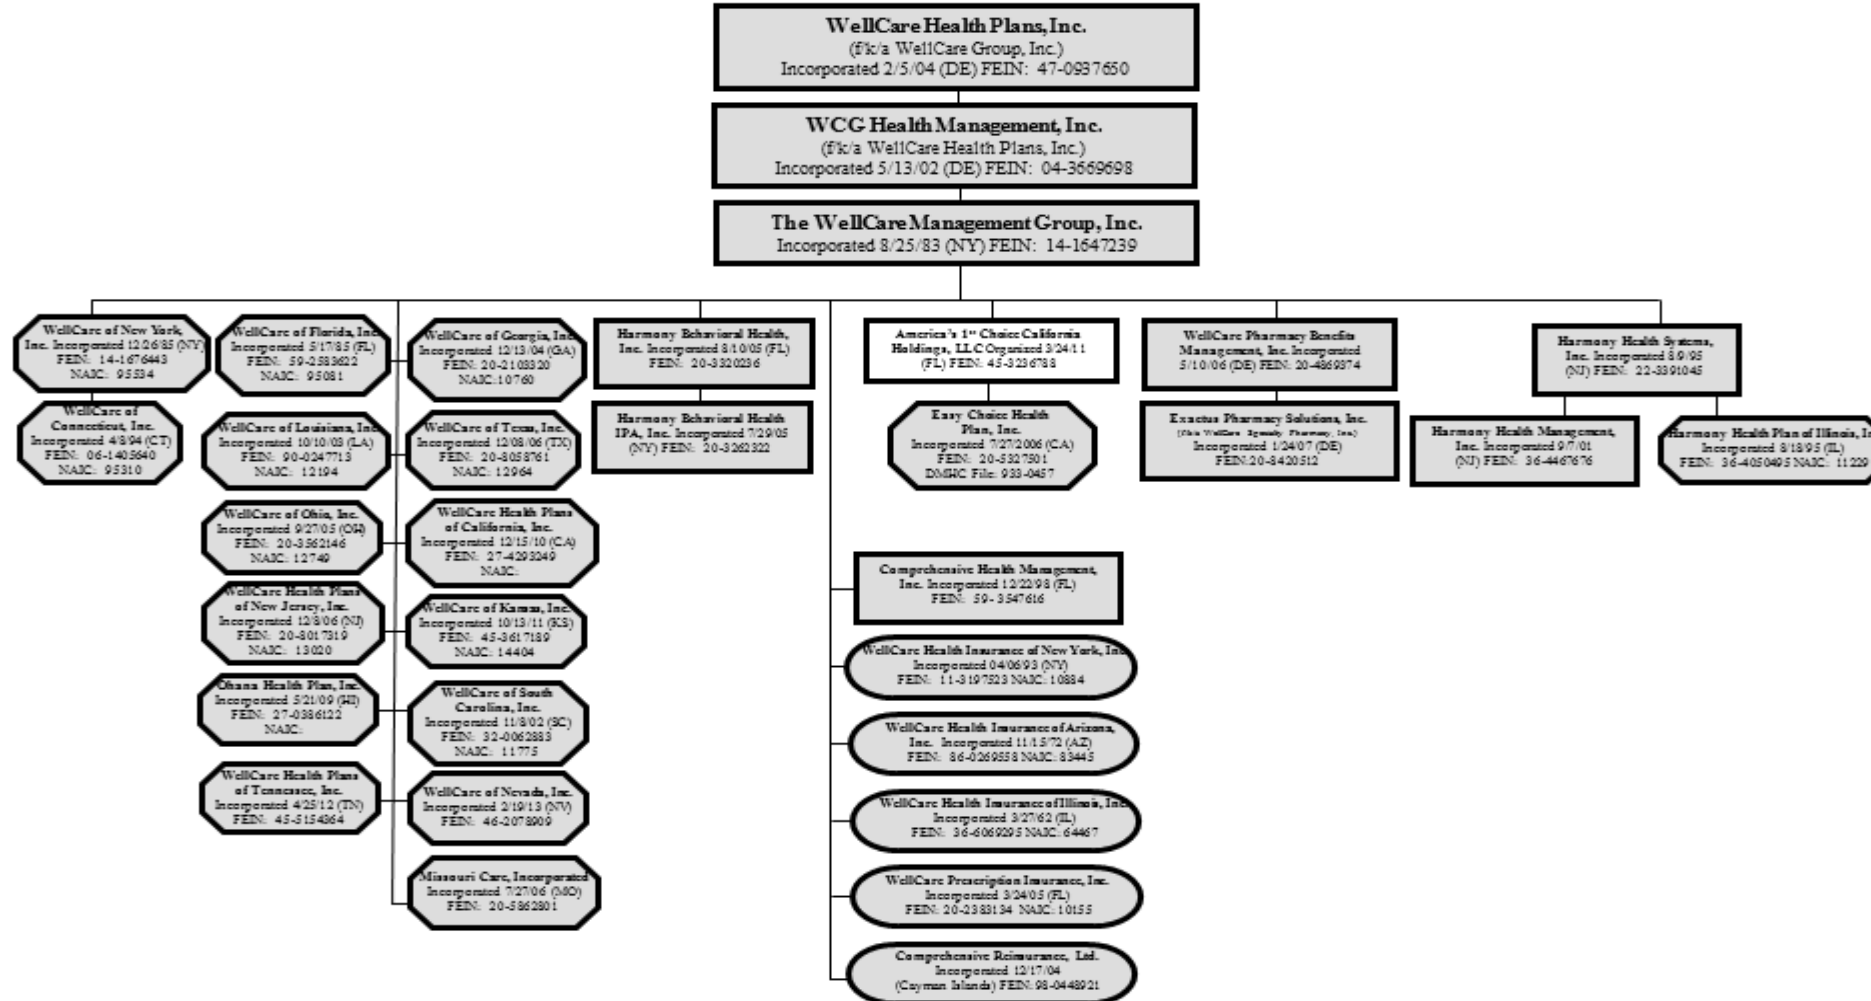 WellCare Health Plans, Inc.
(f/k/a WellCare Group, Inc.)
Incorporated 2/5/04 (DE) FEIN: 47-0937650
WCG Health Management, Inc.
(f/k/a WellCare Health Plans, Inc.)
Incorporated 5/13/02 (DE) FEIN: 04-3669698
The WellCare Management Group, Inc.
Incorporated 8/25/83 (NY) FEIN: 14-1647239
WellCare of New York,
Inc. Incorporated 12/26/85 (NY)
FEIN: 14-1676443
NAIC: 95534
WellCare of
Connecticut, Inc.
Incorporated 4/8/94 (CT)
FEIN: 06-1405640
NAIC: 95310
WellCare of Florida, Inc.
Incorporated 5/17/85 (FL)
FEIN: 59-2583622
NAIC: 95081
WellCare of Georgia, Inc.
Incorporated 12/13/04 (GA)
FEIN: 20-2103320
NAIC:10760
WellCare of Louisiana, Inc.
Incorporated 10/10/03 (LA)
FEIN: 90-0247713
NAIC: 12194
WellCare of Texas, Inc.
Incorporated 12/08/06 (TX)
FEIN: 20-8058761
NAIC: 12964
WellCare of Ohio, Inc.
Incorporated 9/27/05 (OH)
FEIN: 20-3562146
NAIC: 12749
WellCare Health Plans
of California, Inc.
Incorporated 12/15/10 (CA)
FEIN: 27-4293249
NAIC:
WellCare Health Plans
of New Jersey, Inc.
Incorporated 12/8/06 (NJ)
FEIN: 20-8017319
NAIC: 13020
WellCare of Kansas, Inc.
Incorporated 10/13/11 (KS)
FEIN: 45-3617189
NAIC: 14404
Ohana Health Plan, Inc.
Incorporated 5/21/09 (HI)
FEIN: 27-0386122
NAIC:
WellCare of South
Carolina, Inc.
Incorporated 11/8/02 (SC)
FEIN: 32-0062883
NAIC: 11775
WellCare Health Plans
of Tennessee, Inc.
Incorporated 4/25/12 (TN)
FEIN: 45-5154364
WellCare of Nevada, Inc.
Incorporated 2/19/13 (NV)
FEIN: 46-2078909
Missouri Care, Incorporated
Incorporated 7/27/06 (MO)
FEIN: 20-5862801
Harmony Behavioral Health,
Inc. Incorporated 8/10/05 (FL)
FEIN: 20-3320236
Harmony Behavioral Health
IPA, Inc. Incorporated 7/29/05
(NY) FEIN: 20-3262322
America's 1st Choice California
Holdings, LLC Organized 3/24/11
(FL) FEIN: 45-3236788
Easy Choice Health
Plan, Inc.
Incorporated 7/27/2006 (CA)
FEIN: 20-5327501
DMHC File: 933-0457
Comprehensive Health Management,
Inc. Incorporated 12/22/98 (FL)
FEIN: 59- 3547616
WellCare Health Insurance of New York, Inc.
Incorporated 04/06/93 (NY)
FEIN: 11-3197523 NAIC: 10884
WellCare Health Insurance of Arizona,
Inc. Incorporated 11/15/72 (AZ)
FEIN: 86-0269558 NAIC: 83445
WellCare Health Insurance of Illinois, Inc.
Incorporated 3/27/62 (IL)
FEIN: 36-6069295 NAIC: 64467
WellCare Prescription Insurance, Inc.
Incorporated 3/24/05 (FL)
FEIN: 20-2383134 NAIC: 10155
Comprehensive Reinsurance, Ltd.
Incorporated 12/17/04
(Cayman Islands) FEIN: 98-0448921
WellCare Pharmacy Benefits
Management, Inc. Incorporated
5/10/06 (DE) FEIN: 20-4869374
Exactus Pharmacy Solutions, Inc.
WellCare Specialty Pharmacy, Inc.)
Incorporated 1/24/07 (DE)
FEIN:20-8420512
Harmony Health Systems,
Inc. Incorporated 8/9/95
(NJ) FEIN: 22-3391045
Harmony Health Management,
Inc. Incorporated 9/7/01
(NJ) FEIN: 36-4467676
Harmony Health Plan of Illinois,
Incorporated 8/18/95 (IL)
FEIN: 36-4050495 NAIC: 11229